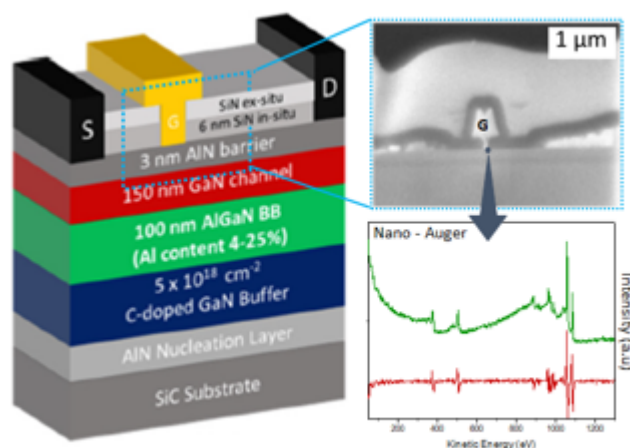 S
G
D
SiN ex-situ
6 nm SiN in-situ
3 nm AlN barrier
150 nm GaN channel
100 nm AlGaN BB
(Al content 4-25%)
5 x 10¹⁸ cm⁻²
C-doped GaN Buffer
AlN Nucleation Layer
SiC Substrate
1 μm
G
Nano - Auger
Intensity (a.u)
200
400
600
800
1000
1200
Kinetic Energy (eV)